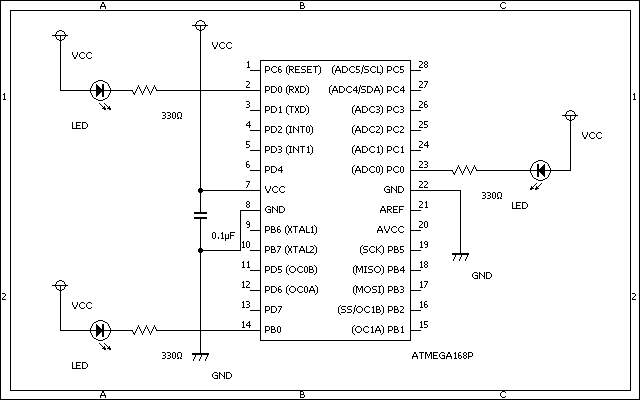 A B C
VCC VCC
1 PC6 (RESET) (ADC5/SCL) PC5 28
2 PD0 (RXD) (ADC4/SDA) PC4 27
1 1
330Ω 3 PD1 (TXD) (ADC3) PC3 26
LED 4 PD2 (INT0) (ADC2) PC2 25
VCC
5 PD3 (INT1) (ADC1) PC1 24
6 PD4 (ADC0) PC0 23
7 VCC GND 22 330Ω
LED
8 GND AREF 21
0.1µF 9 PB6 (XTAL1) AVCC 20
10 PB7 (XTAL2) (SCK) PB5 19
11 PD5 (OC0B) (MISO) PB4 18
GND
12 PD6 (OC0A) (MOSI) PB3 17
2 2
VCC
13 PD7 (SS/OC1B) PB2 16
14 PB0 (OC1A) PB1 15
330Ω ATMEGA168P
LED
GND
A B C